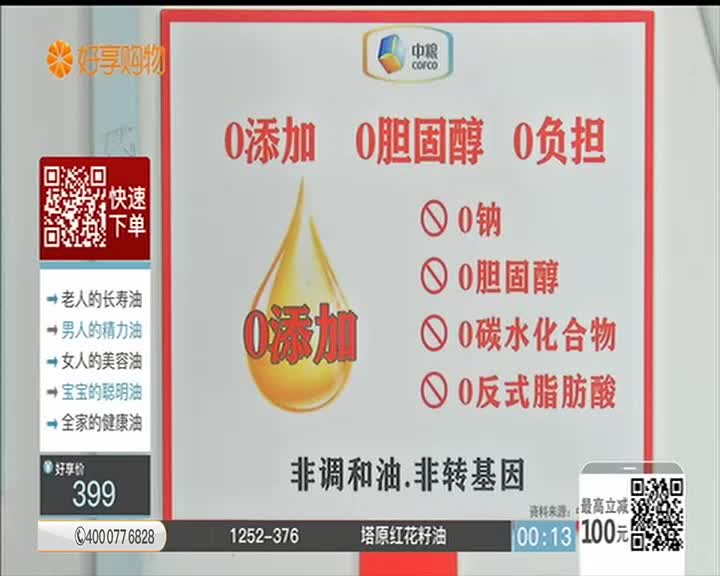 好享购物
中粮
COFCO
0添加 0胆固醇 0负担
0钠
0胆固醇
0添加
0碳水化合物
0反式脂肪酸
非调和油.非转基因
资料来源:
快速
下单
老人的长寿油
男人的精力油
女人的美容油
宝宝的聪明油
全家的健康油
好享价
399
最高立减
100元
400 077 6828
1252-376
塔原红花籽油
00:13